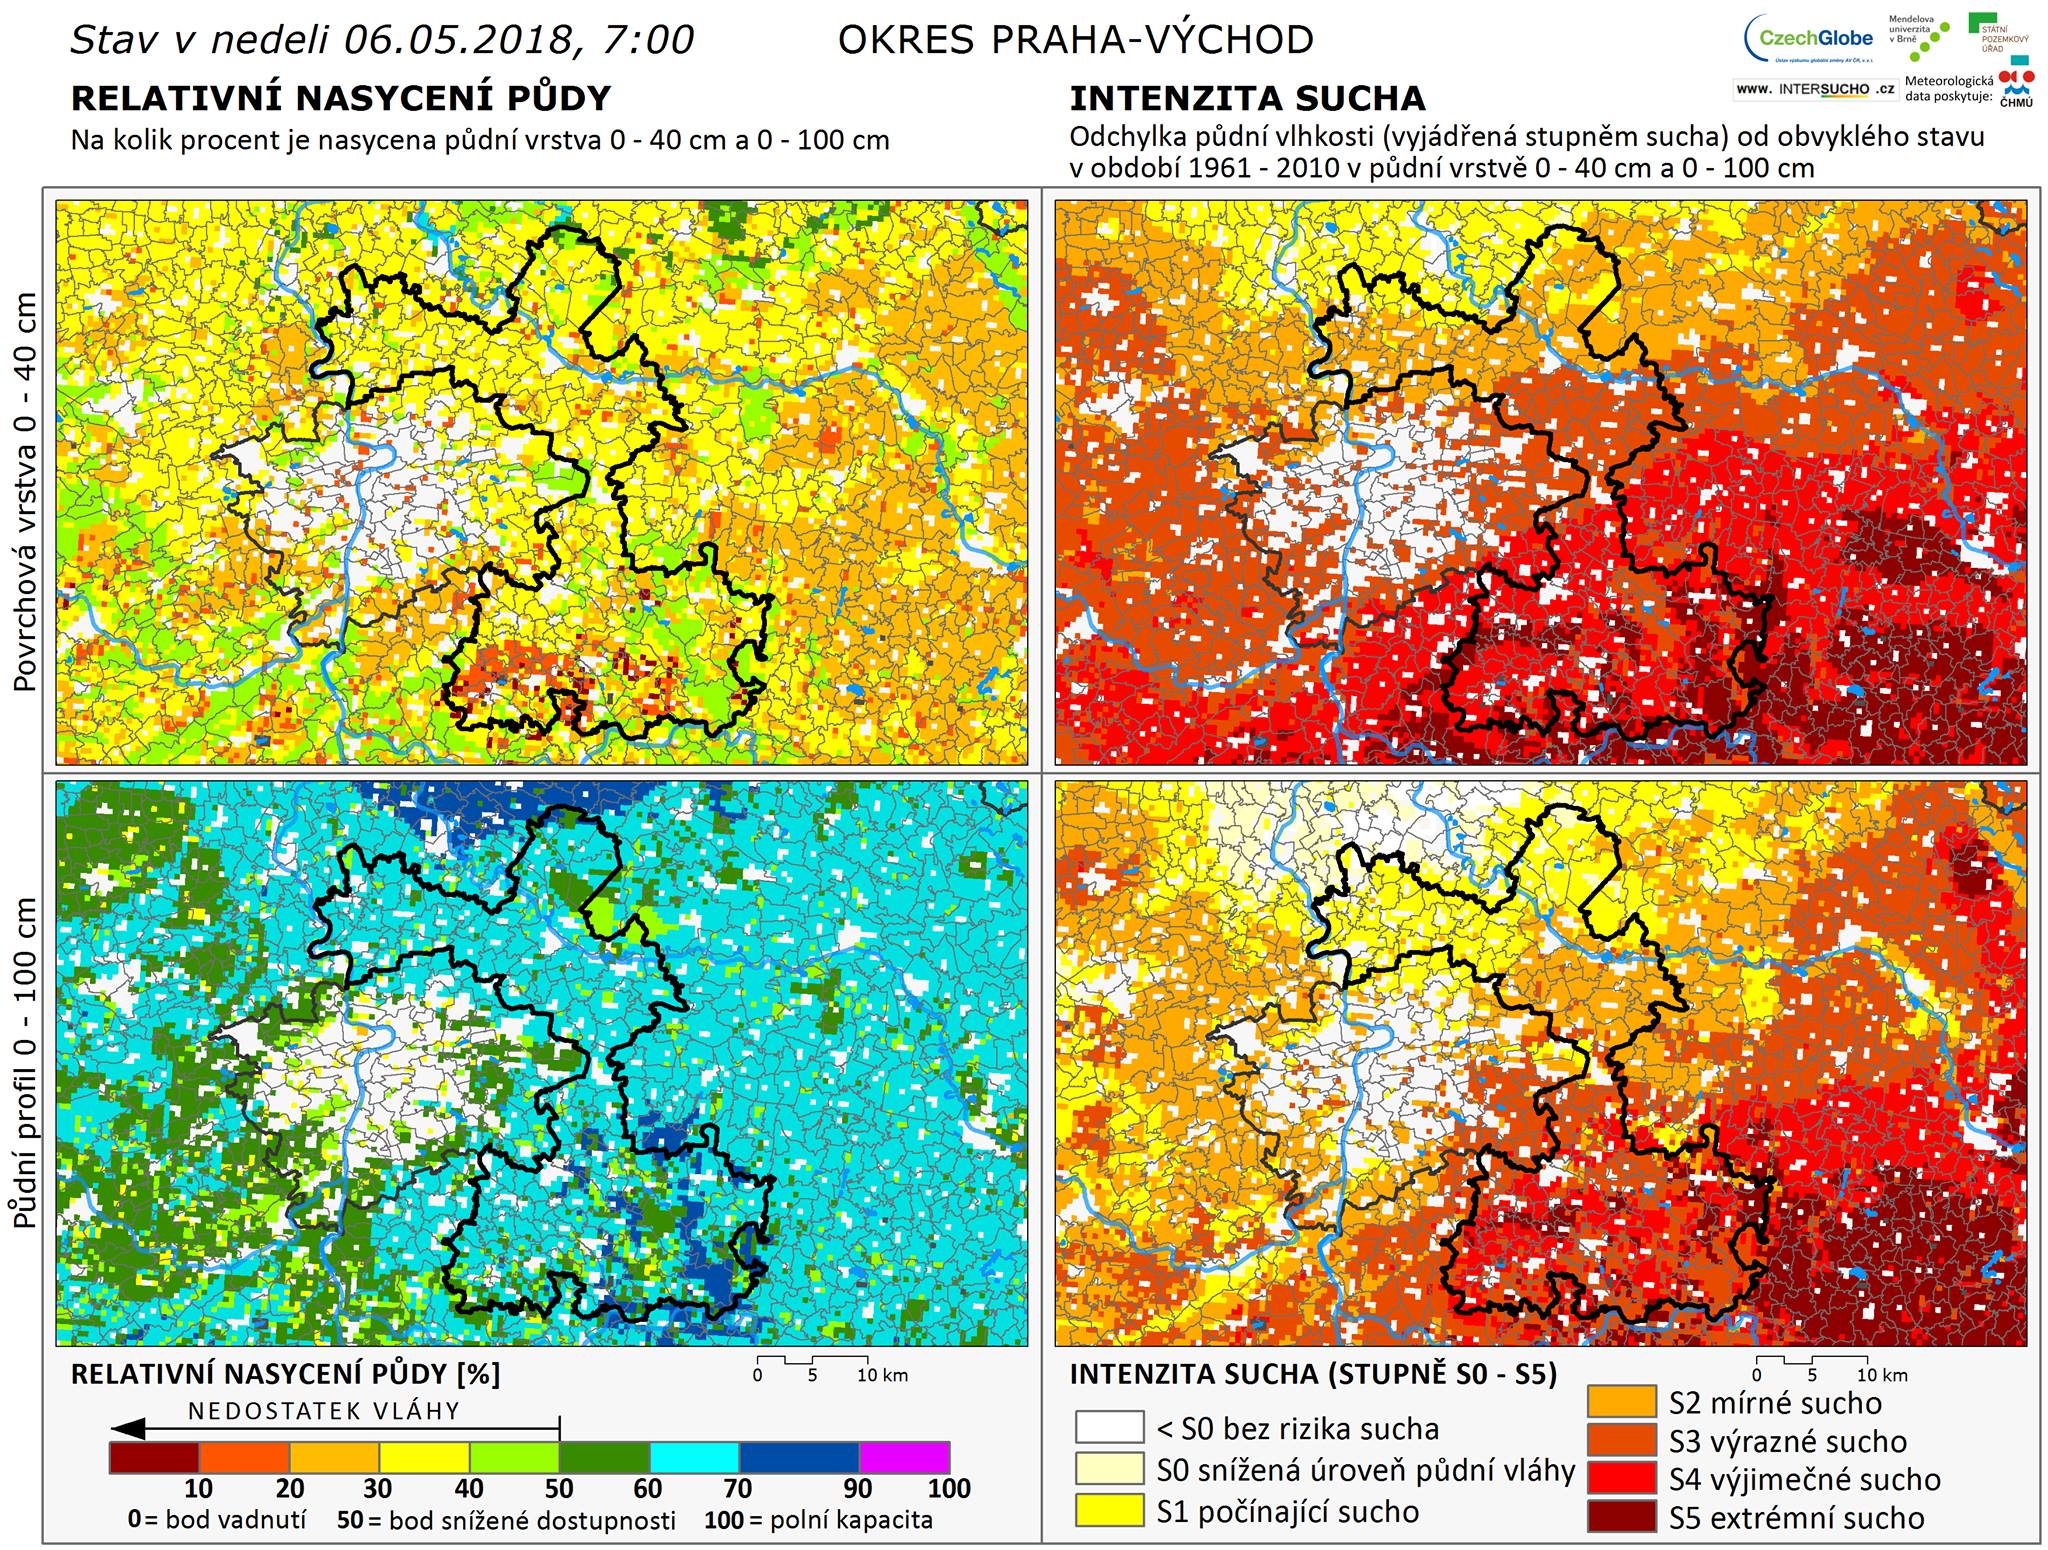 Stav v nedeli 06.05.2018, 7:00
OKRES PRAHA-VÝCHOD
CzechGlobe
Ústav výzkumu globální změny AV ČR, v.v.i.
Mendelova
univerzita
v Brně
STÁTNÍ
POZEMKOVÝ
ÚŘAD
www. INTERSUCHO .cz
Meteorologická
data poskytuje:
ČHMÚ
RELATIVNÍ NASYCENÍ PŮDY
Na kolik procent je nasycena půdní vrstva 0 - 40 cm a 0 - 100 cm
INTENZITA SUCHA
Odchylka půdní vlhkosti (vyjádřená stupněm sucha) od obvyklého stavu
v období 1961 - 2010 v půdní vrstvě 0 - 40 cm a 0 - 100 cm
Povrchová vrstva 0 - 40 cm
Půdní profil 0 - 100 cm
RELATIVNÍ NASYCENÍ PŮDY [%]
0 5 10 km
NEDOSTATEK VLÁHY
10 20 30 40 50 60 70 90 100
0= bod vadnutí 50= bod snížené dostupnosti 100= polní kapacita
INTENZITA SUCHA (STUPNĚ S0 - S5)
0 5 10 km
< S0 bez rizika sucha
S0 snížená úroveň půdní vláhy
S1 počínající sucho
S2 mírné sucho
S3 výrazné sucho
S4 výjimečné sucho
S5 extrémní sucho